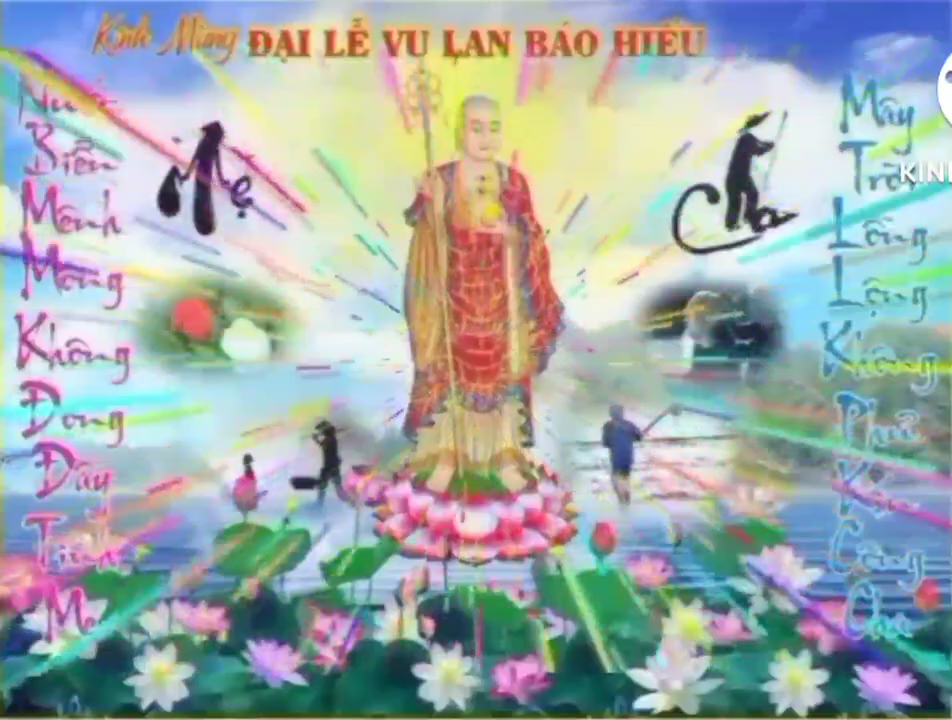 Kính Mừng ĐẠI LỄ VU LAN BÁO HIẾU
Mẹ
Cha
Nước
Biển
Mênh
Mông
Không
Đong
Đầy
Tình
Mẹ
Mây
Trời
Lồng
Lộng
Không
Phủ
Kín
Công
Cha
KÍN